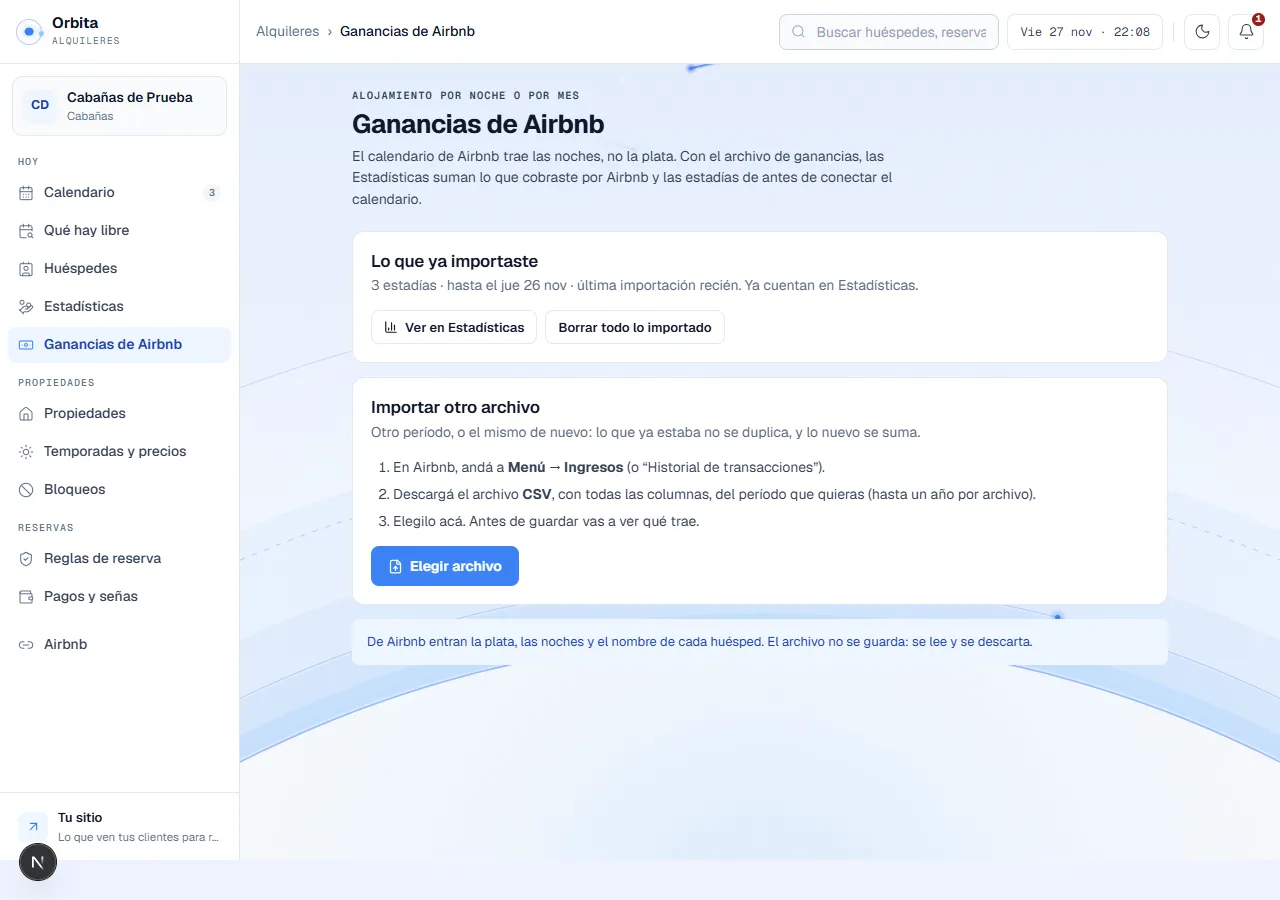 Orbita
ALQUILERES
Alquileres › Ganancias de Airbnb
Buscar huéspedes, reserva
Vie 27 nov · 22:08
1
CD
Cabañas de Prueba
Cabañas
HOY
Calendario
3
Qué hay libre
Huéspedes
Estadísticas
Ganancias de Airbnb
PROPIEDADES
Propiedades
Temporadas y precios
Bloqueos
RESERVAS
Reglas de reserva
Pagos y señas
Airbnb
Tu sitio
Lo que ven tus clientes para r…
N
ALOJAMIENTO POR NOCHE O POR MES
Ganancias de Airbnb
El calendario de Airbnb trae las noches, no la plata. Con el archivo de ganancias, las
Estadísticas suman lo que cobraste por Airbnb y las estadías de antes de conectar el
calendario.
Lo que ya importaste
3 estadías · hasta el jue 26 nov · última importación recién. Ya cuentan en Estadísticas.
Ver en Estadísticas
Borrar todo lo importado
Importar otro archivo
Otro período, o el mismo de nuevo: lo que ya estaba no se duplica, y lo nuevo se suma.
1. En Airbnb, andá a Menú → Ingresos (o “Historial de transacciones”).
2. Descargá el archivo CSV, con todas las columnas, del período que quieras (hasta un año por archivo).
3. Elegilo acá. Antes de guardar vas a ver qué trae.
Elegir archivo
De Airbnb entran la plata, las noches y el nombre de cada huésped. El archivo no se guarda: se lee y se descarta.